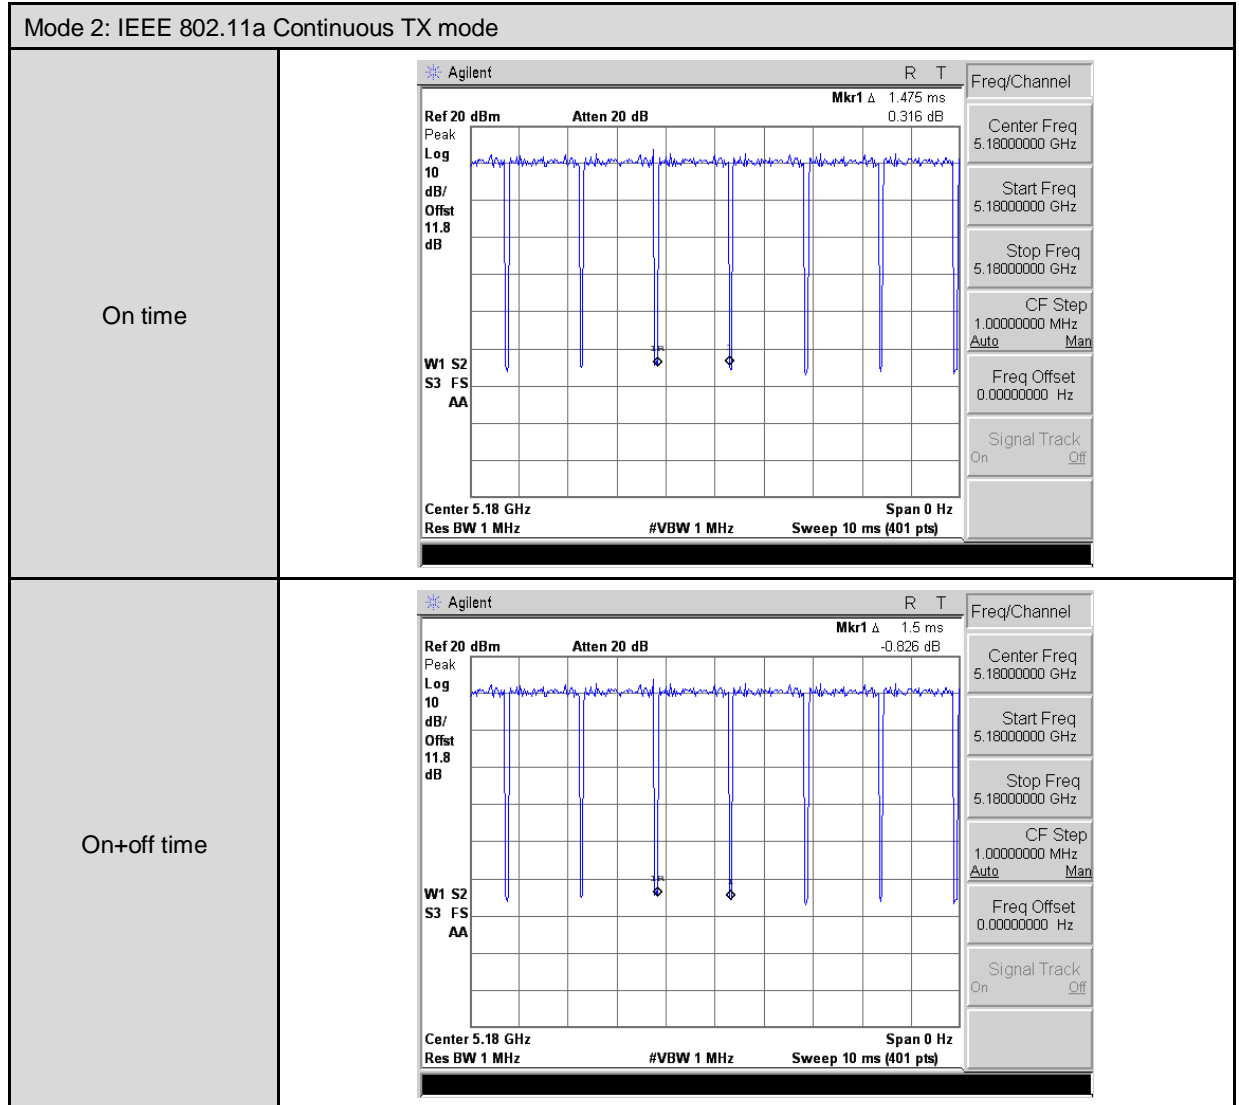 Mode 2: IEEE 802.11a Continuous TX mode
On time
Agilent R T
Mkr1 Δ 1.475 ms
Ref 20 dBm Atten 20 dB 0.316 dB
Peak
Log
10
dB/
Offst
11.8
dB
1R 1
W1 S2
S3 FS
AA
Center 5.18 GHz Span 0 Hz
Res BW 1 MHz #VBW 1 MHz Sweep 10 ms (401 pts)
Freq/Channel
Center Freq
5.18000000 GHz
Start Freq
5.18000000 GHz
Stop Freq
5.18000000 GHz
CF Step
1.00000000 MHz
Auto Man
Freq Offset
0.00000000 Hz
Signal Track
On Off
On+off time
Agilent R T
Mkr1 Δ 1.5 ms
Ref 20 dBm Atten 20 dB -0.826 dB
Peak
Log
10
dB/
Offst
11.8
dB
1R 1
W1 S2
S3 FS
AA
Center 5.18 GHz Span 0 Hz
Res BW 1 MHz #VBW 1 MHz Sweep 10 ms (401 pts)
Freq/Channel
Center Freq
5.18000000 GHz
Start Freq
5.18000000 GHz
Stop Freq
5.18000000 GHz
CF Step
1.00000000 MHz
Auto Man
Freq Offset
0.00000000 Hz
Signal Track
On Off